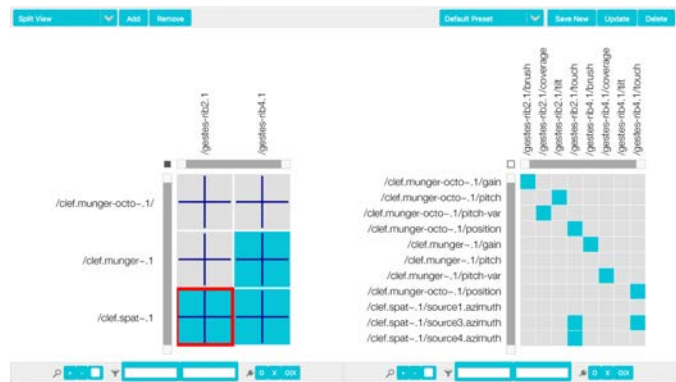 Split View
Add
Remove
Default Preset
Save New
Update
Delete
/gestes-rib2.1
/gestes-rib4.1
/clef.munger-octo~.1/
/clef.munger~.1
/clef.spat~.1
/gestes-rib2.1/brush
/gestes-rib2.1/coverage
/gestes-rib2.1/tilt
/gestes-rib2.1/touch
/gestes-rib4.1/brush
/gestes-rib4.1/coverage
/gestes-rib4.1/tilt
/gestes-rib4.1/touch
/clef.munger-octo~.1/gain
/clef.munger-octo~.1/pitch
/clef.munger-octo~.1/pitch-var
/clef.munger-octo~.1/position
/clef.munger~.1/gain
/clef.munger~.1/pitch
/clef.munger~.1/pitch-var
/clef.munger-octo~.1/position
/clef.spat~.1/source1.azimuth
/clef.spat~.1/source3.azimuth
/clef.spat~.1/source4.azimuth
+ -
O X O|X
+ -
O X O|X